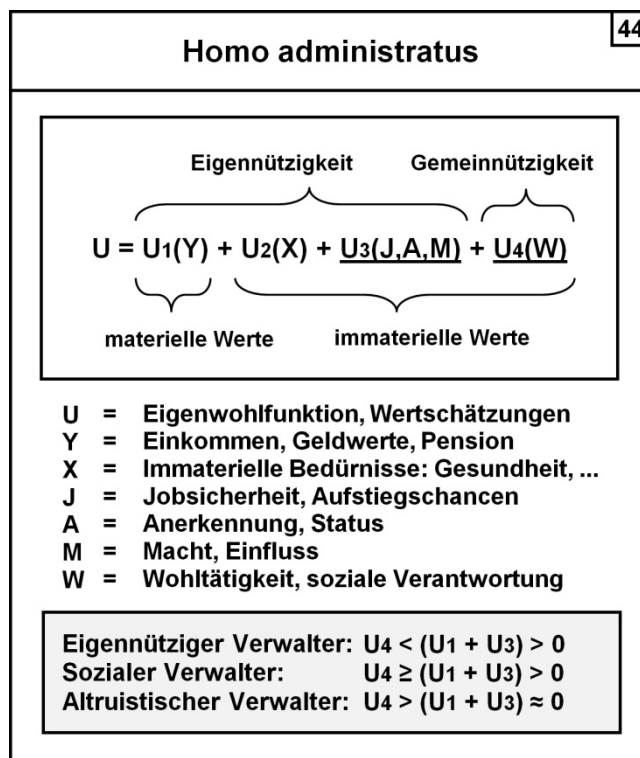 44
Homo administratus
Eigennützigkeit Gemeinnützigkeit
U = U1(Y) + U2(X) + U3(J,A,M) + U4(W)
materielle Werte immaterielle Werte
U = Eigenwohlfunktion, Wertschätzungen
Y = Einkommen, Geldwerte, Pension
X = Immaterielle Bedürnisse: Gesundheit, ...
J = Jobsicherheit, Aufstiegschancen
A = Anerkennung, Status
M = Macht, Einfluss
W = Wohltätigkeit, soziale Verantwortung
Eigennütziger Verwalter: U4 < (U1 + U3) > 0
Sozialer Verwalter: U4 ≥ (U1 + U3) > 0
Altruistischer Verwalter: U4 > (U1 + U3) ≈ 0